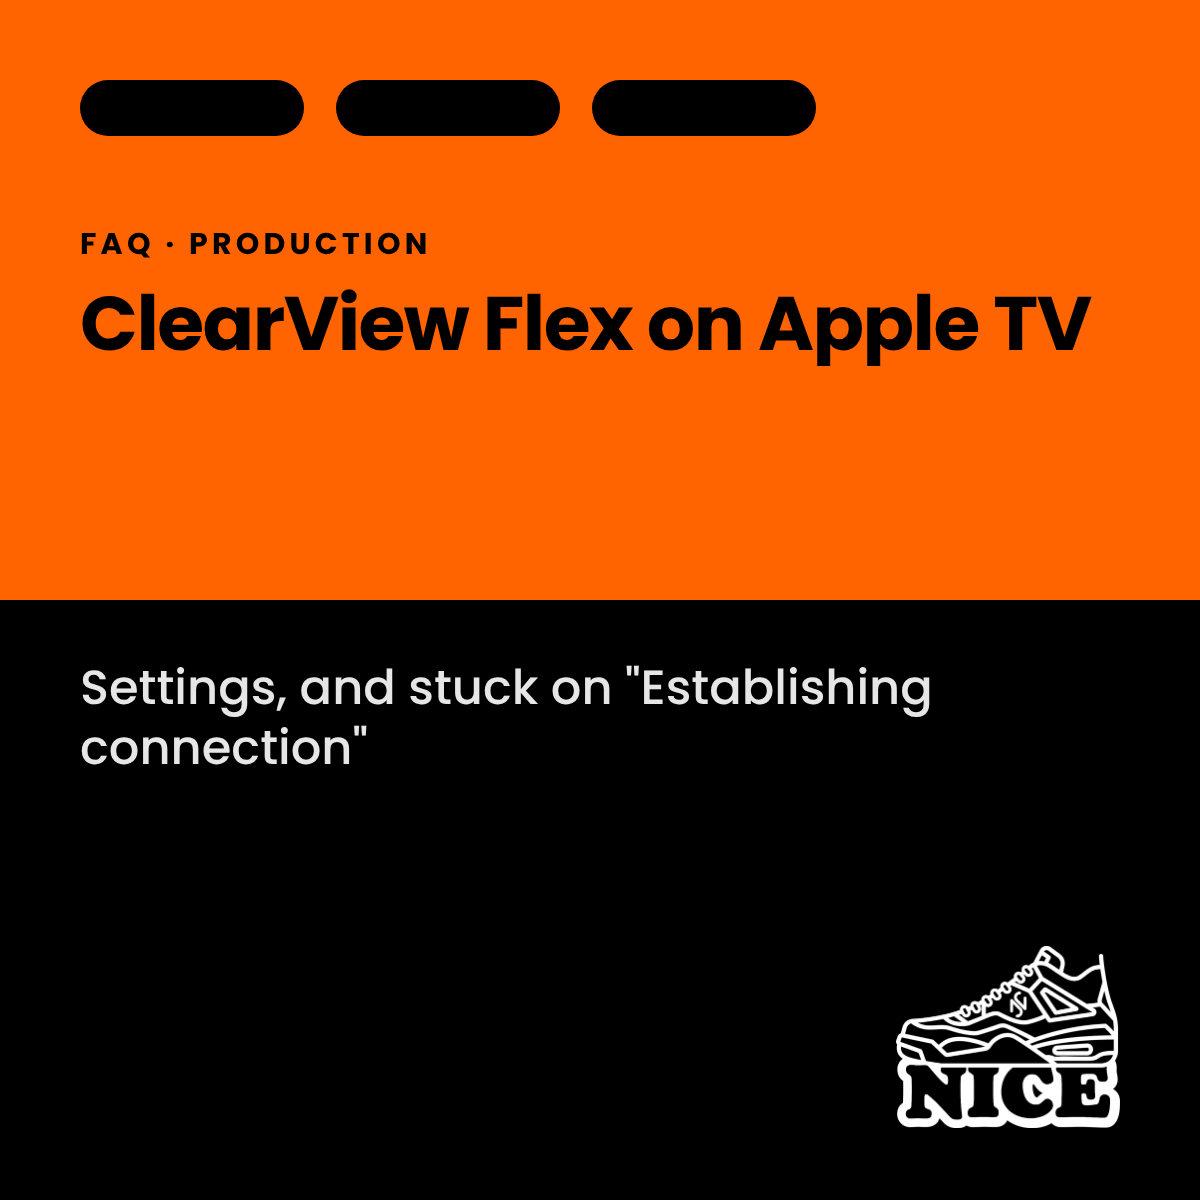 FAQ · PRODUCTION
ClearView Flex on Apple TV
Settings, and stuck on "Establishing
connection"
NICE